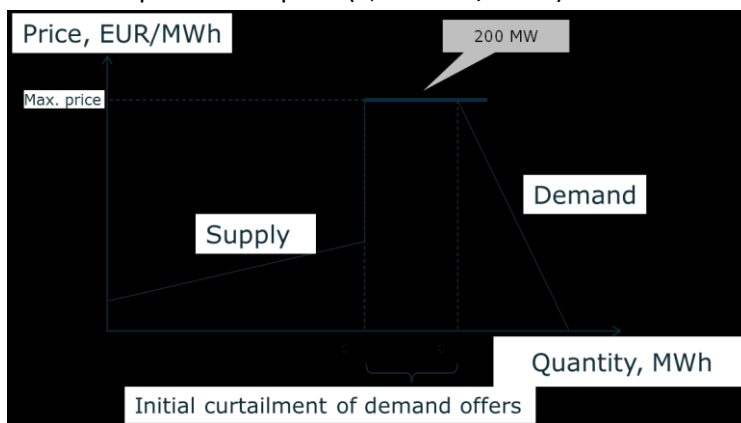 Price, EUR/MWh
200 MW
Max. price
Demand
Supply
Quantity, MWh
Initial curtailment of demand offers